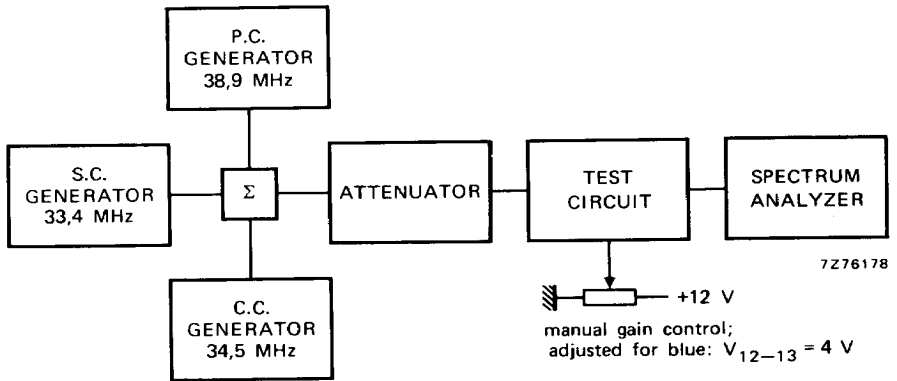 P.C.
GENERATOR
38,9 MHz
S.C.
GENERATOR
33,4 MHz
Σ
ATTENUATOR
TEST
CIRCUIT
SPECTRUM
ANALYZER
7Z76178
C.C.
GENERATOR
34,5 MHz
+12 V
manual gain control;
adjusted for blue: V12–13 = 4 V